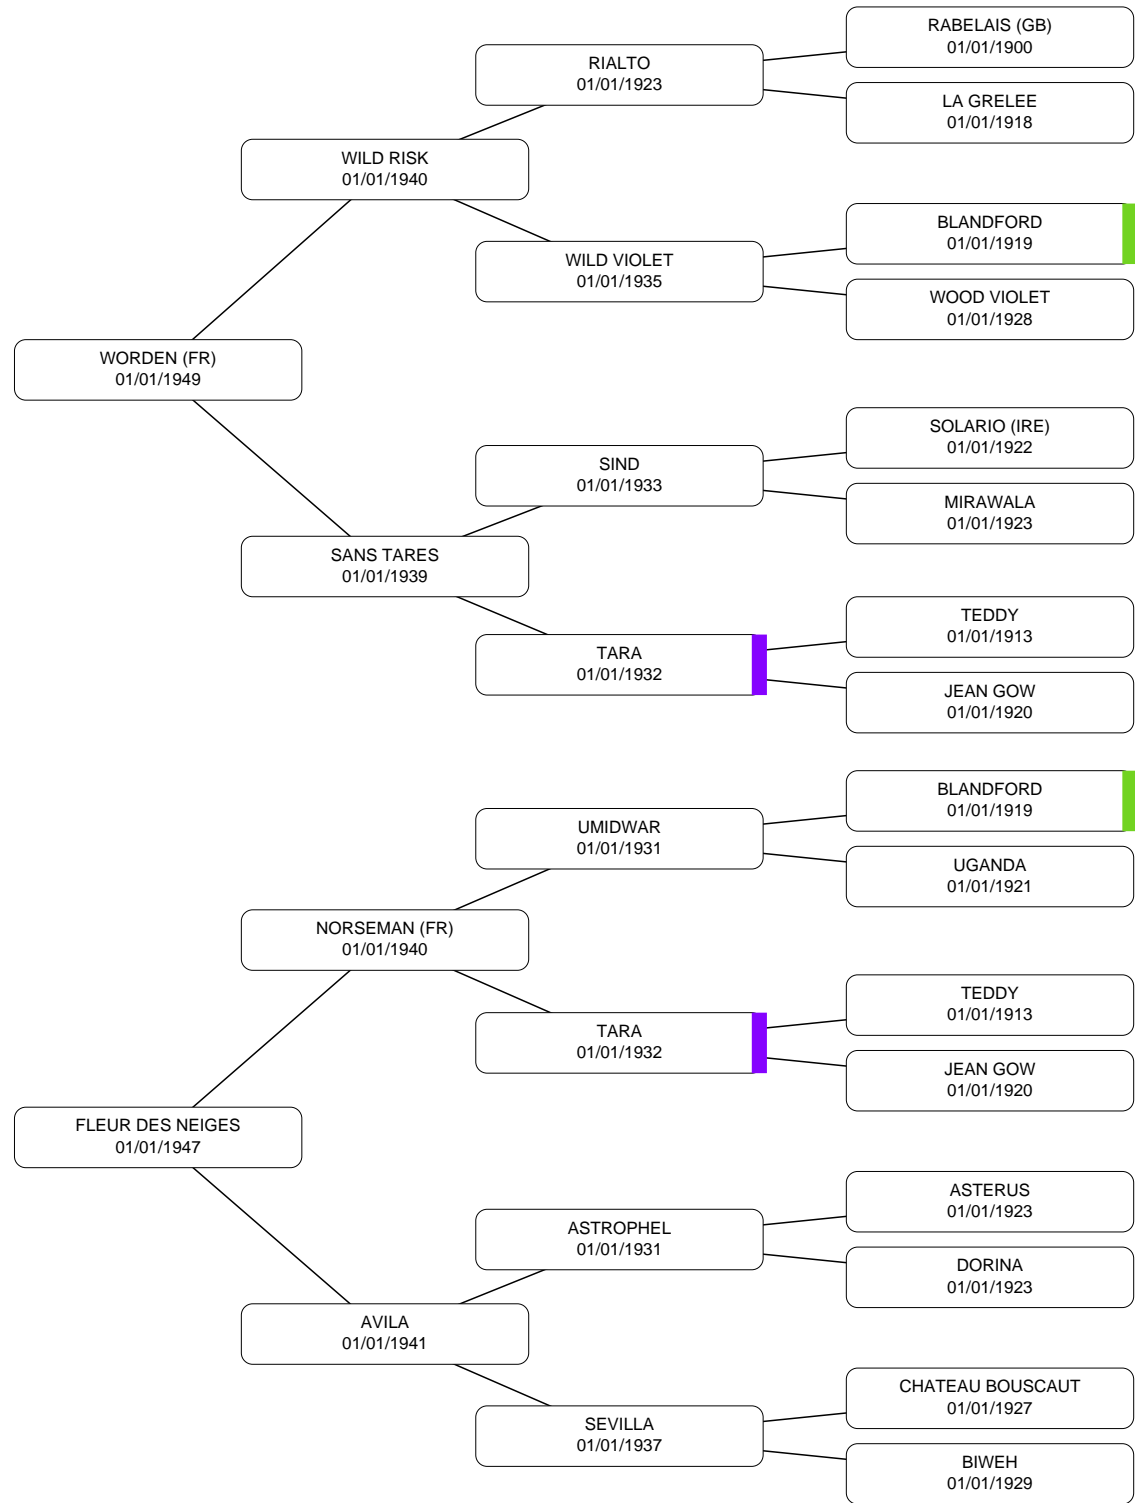 RABELAIS (GB)
01/01/1900
RIALTO
01/01/1923
LA GRELEE
01/01/1918
WILD RISK
01/01/1940
BLANDFORD
01/01/1919
WILD VIOLET
01/01/1935
WOOD VIOLET
01/01/1928
WORDEN (FR)
01/01/1949
SOLARIO (IRE)
01/01/1922
SIND
01/01/1933
MIRAWALA
01/01/1923
SANS TARES
01/01/1939
TEDDY
01/01/1913
TARA
01/01/1932
JEAN GOW
01/01/1920
BLANDFORD
01/01/1919
UMIDWAR
01/01/1931
UGANDA
01/01/1921
NORSEMAN (FR)
01/01/1940
TEDDY
01/01/1913
TARA
01/01/1932
JEAN GOW
01/01/1920
FLEUR DES NEIGES
01/01/1947
ASTERUS
01/01/1923
ASTROPHEL
01/01/1931
DORINA
01/01/1923
AVILA
01/01/1941
CHATEAU BOUSCAUT
01/01/1927
SEVILLA
01/01/1937
BIWEH
01/01/1929